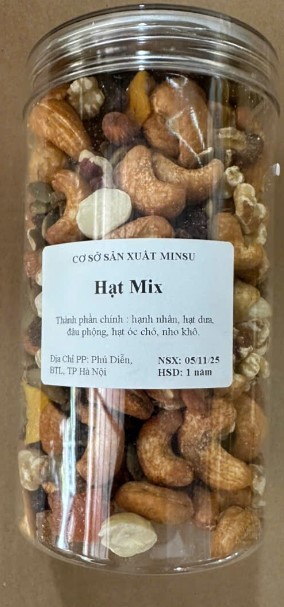 CƠ SỞ SẢN XUẤT MINSU
Hạt Mix
Thành phần chính : hạnh nhân, hạt dưa,
đâu phộng, hạt óc chó, nho khô.
Địa Chỉ PP: Phú Diễn,
BTL, TP Hà Nội
NSX: 05/11/25
HSD: 1 năm